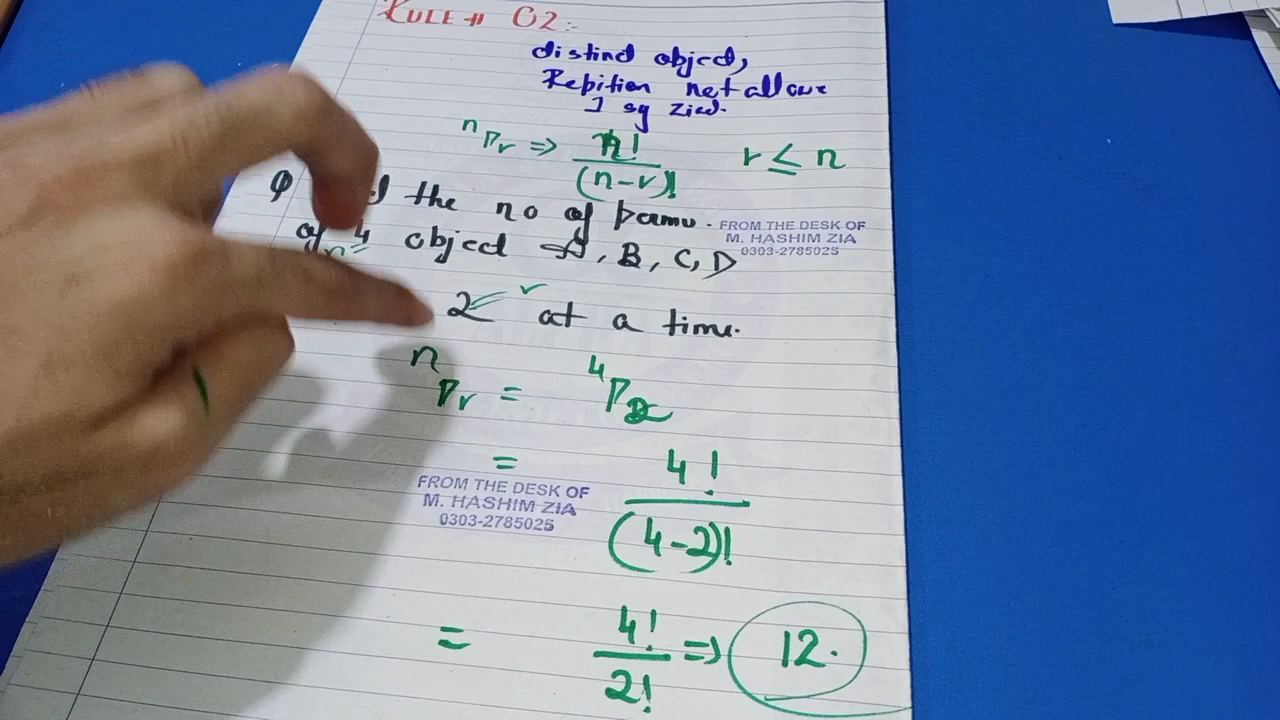 RULE # 02:-
distind object,
Repition not allowe
nPr => n!/(n-r)! r ≤ n
Q the no of Permu.
of 4 object A, B, C, D
n
2 r at a time.
nPr = 4P2
= 4!/(4-2)!
= 4!/2! => 12.
FROM THE DESK OF
M. HASHIM ZIA
0303-2785025
FROM THE DESK OF
M. HASHIM ZIA
0303-2785025